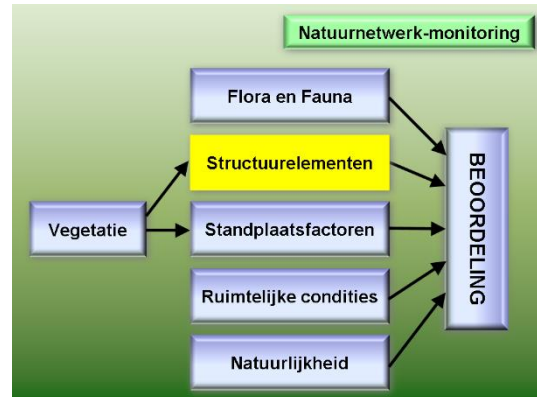 Natuurnetwerk-monitoring
Flora en Fauna
Structuurelementen
Vegetatie
Standplaatsfactoren
Ruimtelijke condities
Natuurlijkheid
BEOORDELING